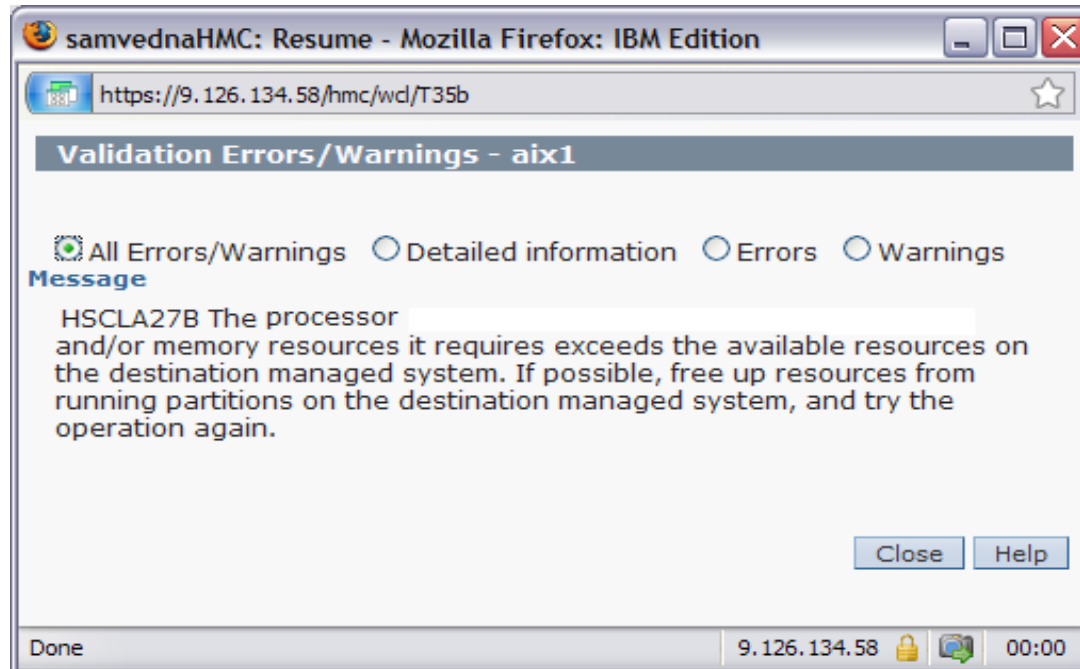 samvednaHMC: Resume - Mozilla Firefox: IBM Edition
https://9.126.134.58/hmc/wcl/T35b
Validation Errors/Warnings - aix1
All Errors/Warnings Detailed information Errors Warnings
Message
HSCLA27B The processor
and/or memory resources it requires exceeds the available resources on
the destination managed system. If possible, free up resources from
running partitions on the destination managed system, and try the
operation again.
Close Help
Done 9.126.134.58 00:00